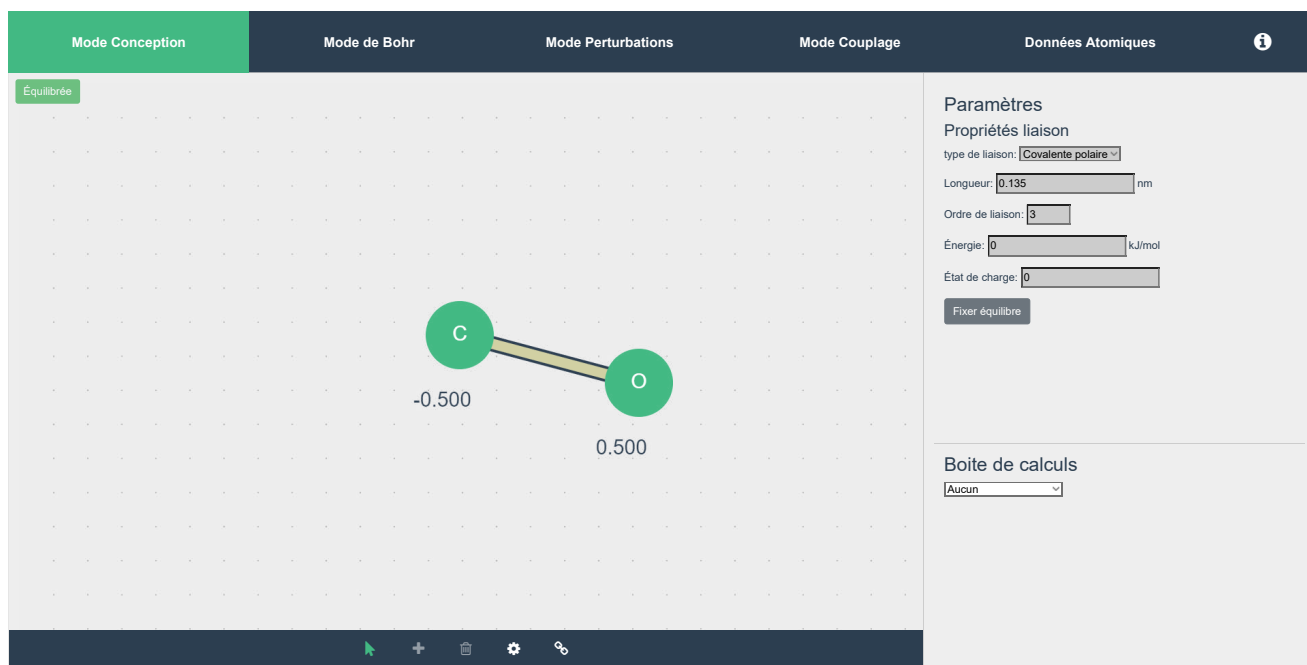 Mode Conception Mode de Bohr Mode Perturbations Mode Couplage Données Atomiques
Équilibrée
C
O
-0.500
0.500
Paramètres
Propriétés liaison
type de liaison: Covalente polaire
Longueur: 0.135 nm
Ordre de liaison: 3
Énergie: 0 kJ/mol
État de charge: 0
Fixer équilibre
Boite de calculs
Aucun